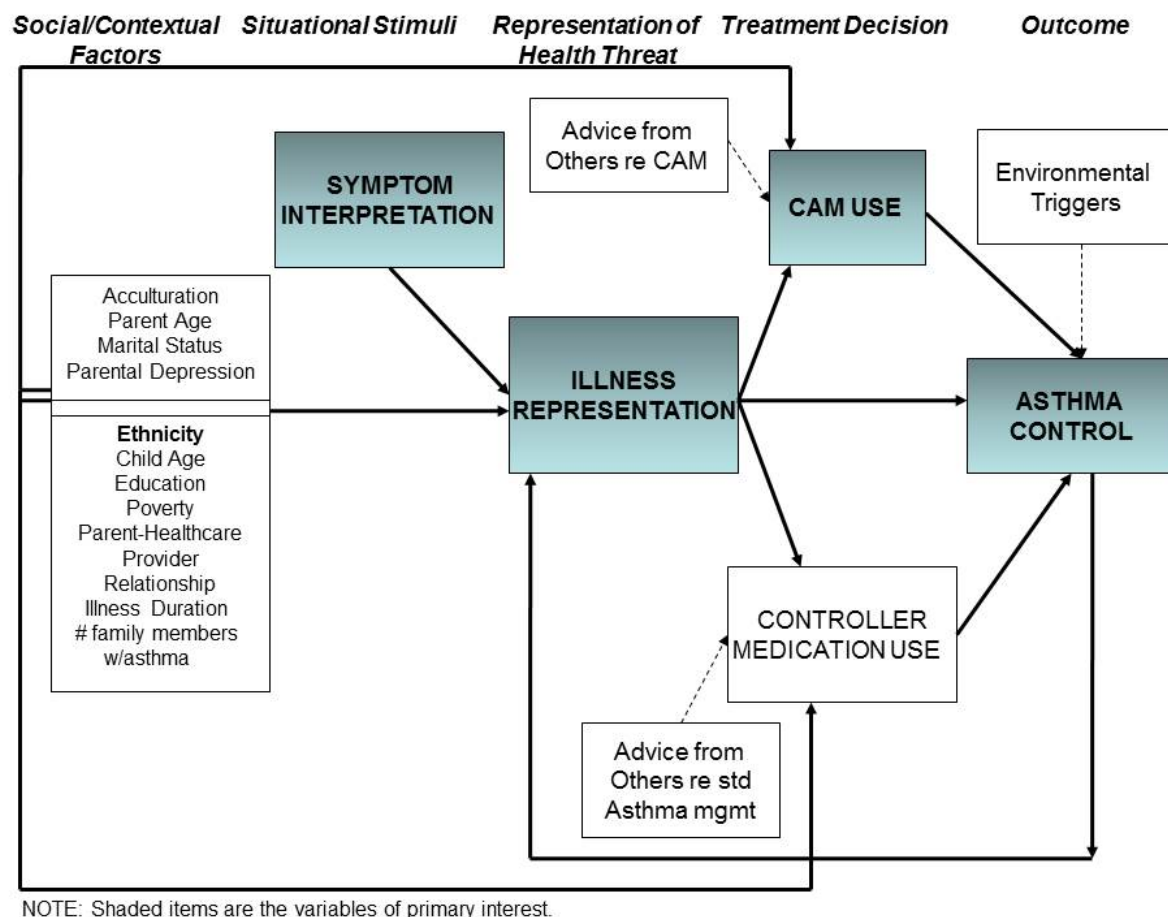 Social/Contextual
Factors
Situational Stimuli
Representation of
Health Threat
Treatment Decision
Outcome
Advice from
Others re CAM
SYMPTOM
INTERPRETATION
CAM USE
Environmental
Triggers
Acculturation
Parent Age
Marital Status
Parental Depression
ILLNESS
REPRESENTATION
ASTHMA
CONTROL
Ethnicity
Child Age
Education
Poverty
Parent-Healthcare
Provider
Relationship
Illness Duration
# family members
w/asthma
CONTROLLER
MEDICATION USE
Advice from
Others re std
Asthma mgmt
NOTE: Shaded items are the variables of primary interest.